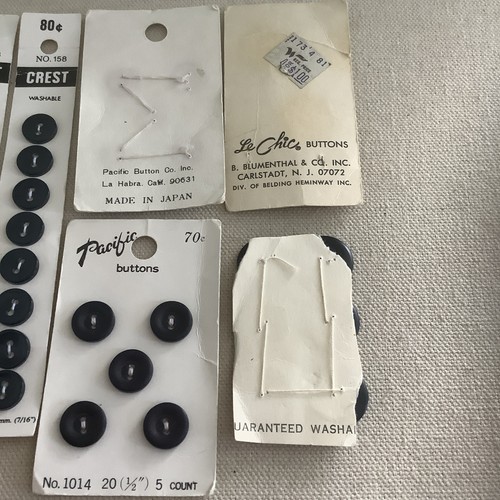 80¢
NO. 158
CREST
WASHABLE
mm. (7/16")
Pacific Button Co. Inc.
La Habra. Calif. 90631
MADE IN JAPAN
Le Chic BUTTONS
B. BLUMENTHAL & CO. INC.
CARLSTADT, N. J. 07072
DIV. OF BELDING HEMINWAY INC.
Pacific 70¢
buttons
No. 1014 20 (½") 5 COUNT
UARANTEED WASHA